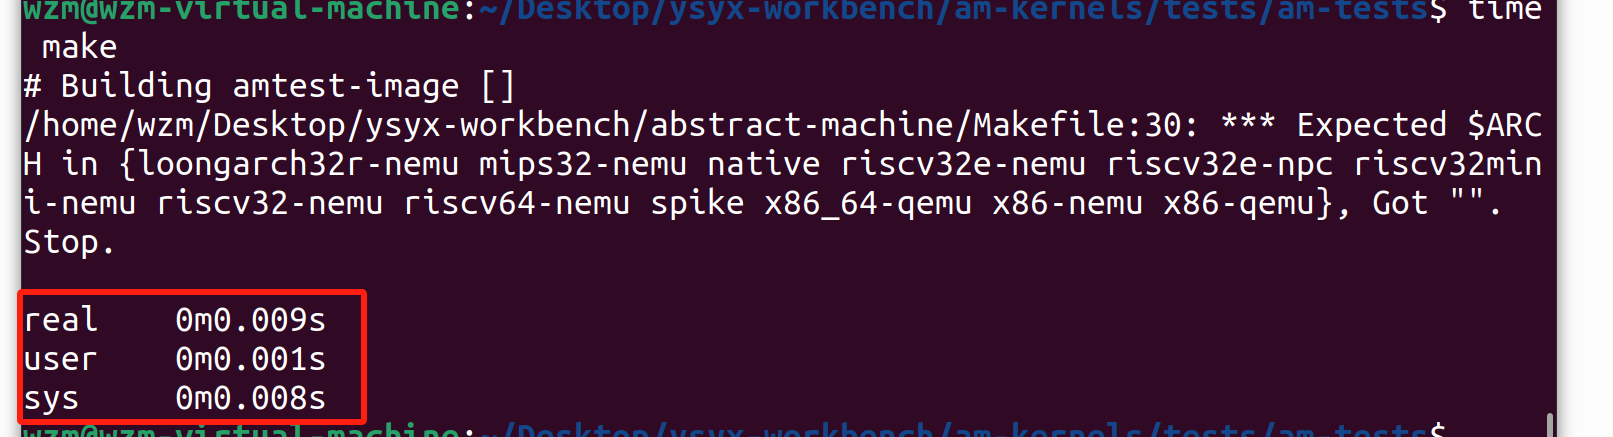 wzm@wzm-virtual-machine:~/Desktop/ysyx-workbench/am-kernels/tests/am-tests$ time
 make
# Building amtest-image []
/home/wzm/Desktop/ysyx-workbench/abstract-machine/Makefile:30: *** Expected $ARC
H in {loongarch32r-nemu mips32-nemu native riscv32e-nemu riscv32e-npc riscv32min
i-nemu riscv32-nemu riscv64-nemu spike x86_64-qemu x86-nemu x86-qemu}, Got "".
Stop.
real    0m0.009s
user    0m0.001s
sys     0m0.008s
wzm@wzm-virtual-machine:~/Desktop/ysyx-workbench/am-kernels/tests/am-tests$